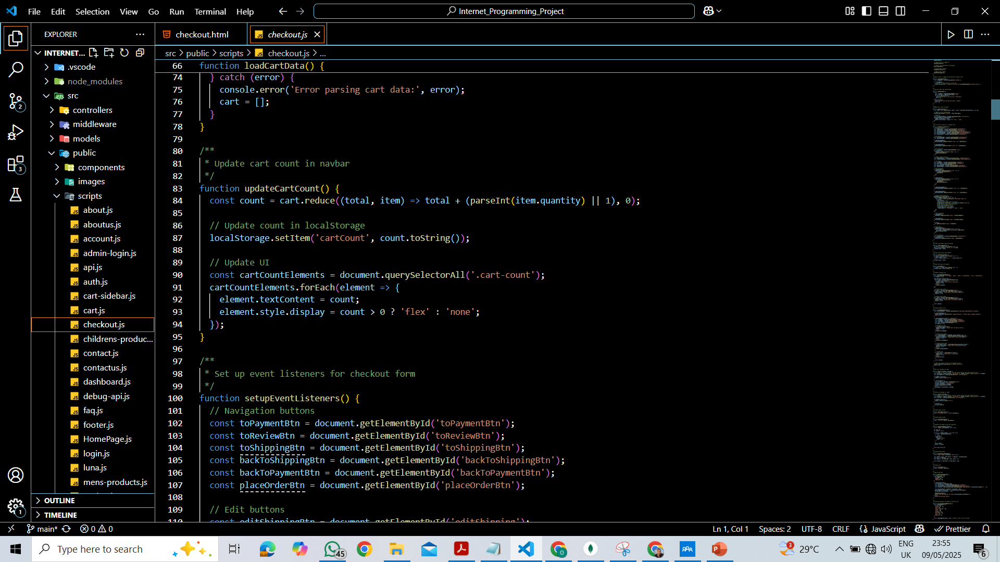 File Edit Selection View Go Run Terminal Help
Internet_Programming_Project
EXPLORER
INTERNET...
.vscode
node_modules
src
controllers
middleware
models
public
components
images
scripts
about.js
aboutus.js
account.js
admin-login.js
api.js
auth.js
cart-sidebar.js
cart.js
checkout.js
childrens-produc...
contact.js
contactus.js
dashboard.js
debug-api.js
faq.js
footer.js
HomePage.js
login.js
luna.js
mens-products.js
OUTLINE
TIMELINE
2
3
1
checkout.html
checkout.js
src > public > scripts > checkout.js > ...
66 function loadCartData() {
74 } catch (error) {
75 console.error('Error parsing cart data:', error);
76 cart = [];
77 }
78 }
79
80 /**
81 * Update cart count in navbar
82 */
83 function updateCartCount() {
84 const count = cart.reduce((total, item) => total + (parseInt(item.quantity) || 1), 0);
85
86 // Update count in localStorage
87 localStorage.setItem('cartCount', count.toString());
88
89 // Update UI
90 const cartCountElements = document.querySelectorAll('.cart-count');
91 cartCountElements.forEach(element => {
92 element.textContent = count;
93 element.style.display = count > 0 ? 'flex' : 'none';
94 });
95 }
96
97 /**
98 * Set up event listeners for checkout form
99 */
100 function setupEventListeners() {
101 // Navigation buttons
102 const toPaymentBtn = document.getElementById('toPaymentBtn');
103 const toReviewBtn = document.getElementById('toReviewBtn');
104 const toShippingBtn = document.getElementById('toShippingBtn');
105 const backToShippingBtn = document.getElementById('backToShippingBtn');
106 const backToPaymentBtn = document.getElementById('backToPaymentBtn');
107 const placeOrderBtn = document.getElementById('placeOrderBtn');
108
109 // Edit buttons
110 const editShippingBtn = document.getElementById('editShipping');
main* 0 0
Ln 1, Col 1 Spaces: 2 UTF-8 CRLF JavaScript Prettier
Type here to search
45
3
29°C
ENG
UK
23:55
09/05/2025
6